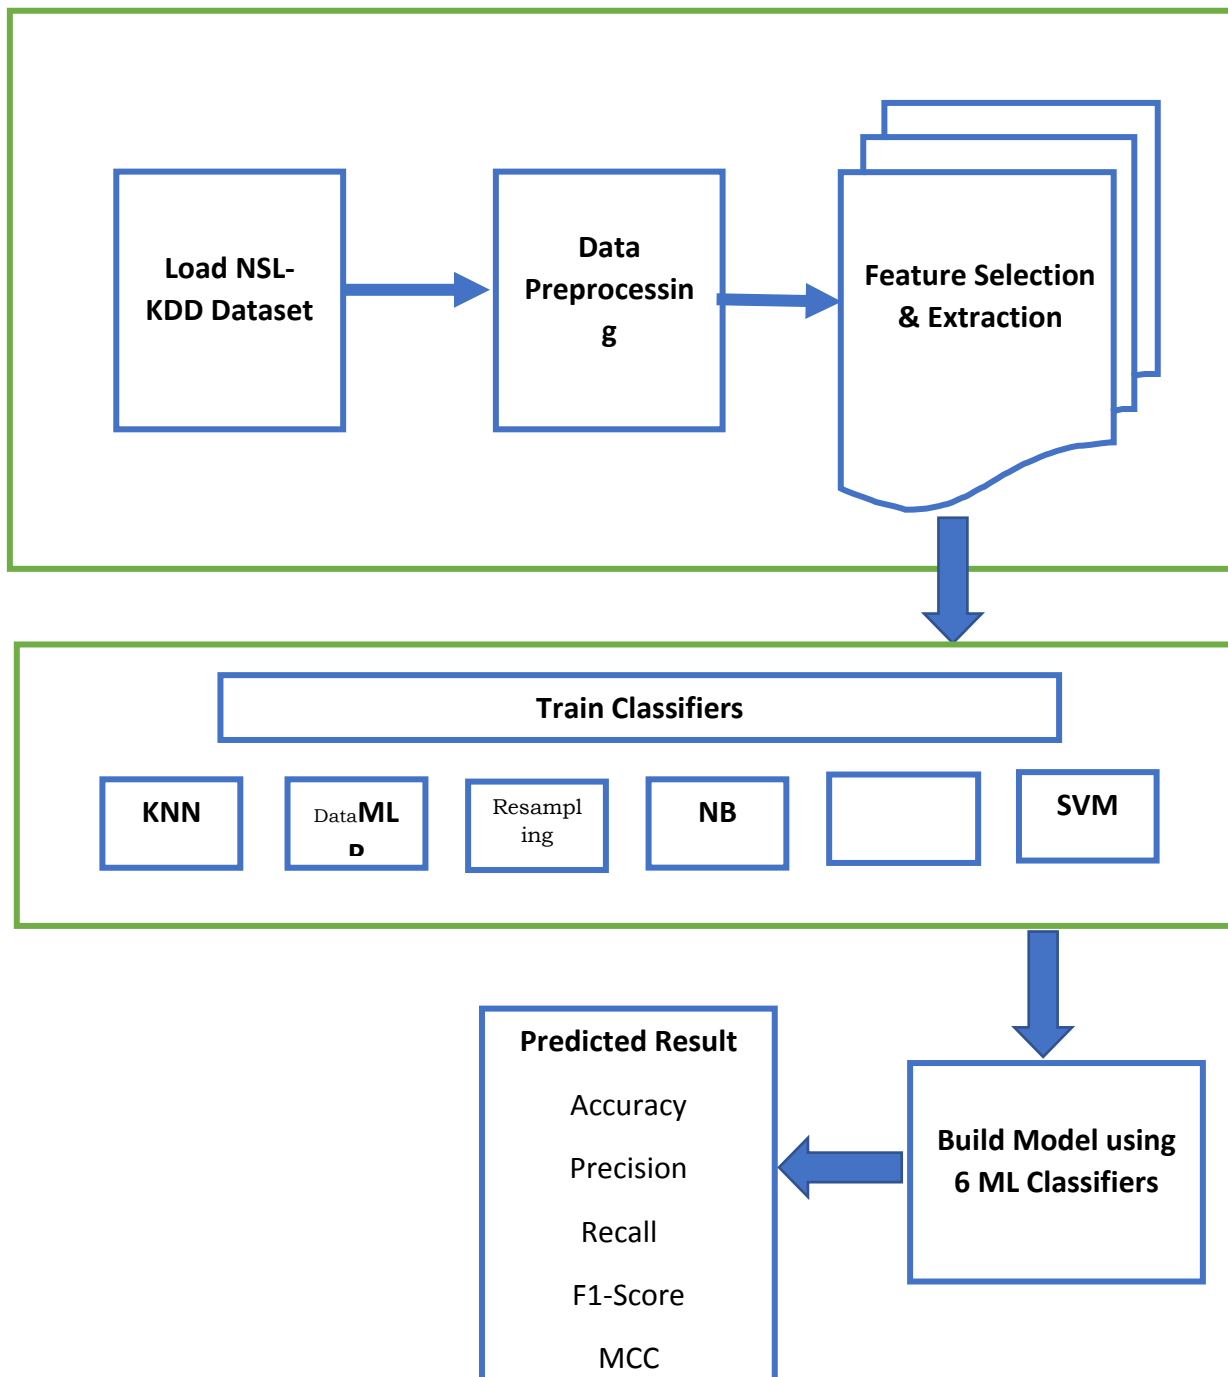 Load NSL-
KDD Dataset
Data
Preprocessin
g
Feature Selection
& Extraction
Train Classifiers
KNN
DataML
P
Resampl
ing
NB
SVM
Build Model using
6 ML Classifiers
Predicted Result
Accuracy
Precision
Recall
F1-Score
MCC